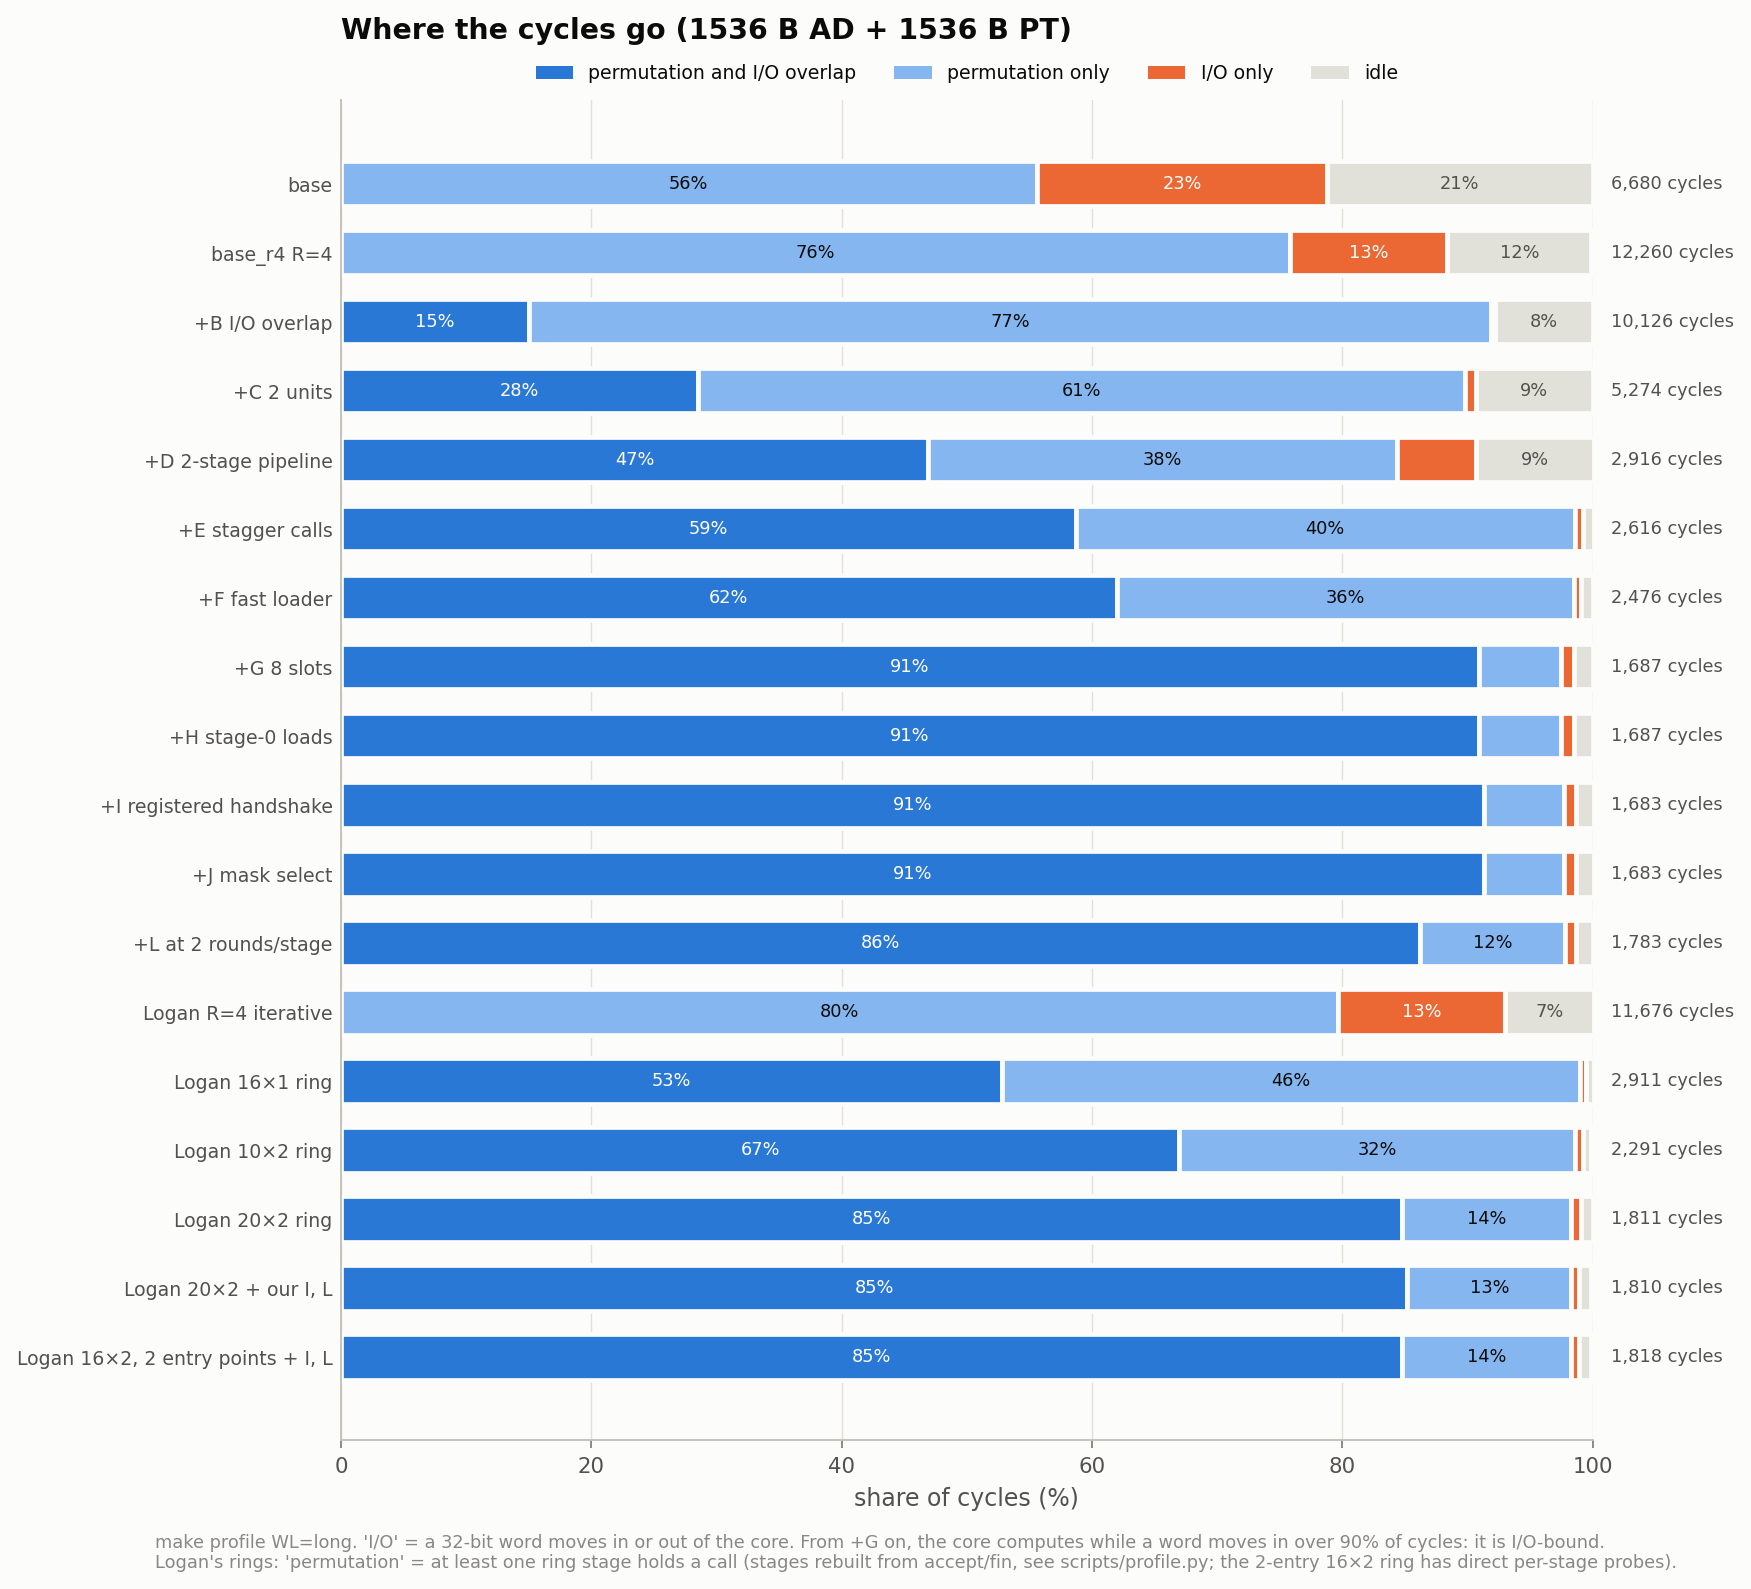 Where the cycles go (1536 B AD + 1536 B PT)
permutation and I/O overlap permutation only I/O only idle
base 56% 23% 21% 6,680 cycles
base_r4 R=4 76% 13% 12% 12,260 cycles
+B I/O overlap 15% 77% 8% 10,126 cycles
+C 2 units 28% 61% 9% 5,274 cycles
+D 2-stage pipeline 47% 38% 9% 2,916 cycles
+E stagger calls 59% 40% 2,616 cycles
+F fast loader 62% 36% 2,476 cycles
+G 8 slots 91% 1,687 cycles
+H stage-0 loads 91% 1,687 cycles
+I registered handshake 91% 1,683 cycles
+J mask select 91% 1,683 cycles
+L at 2 rounds/stage 86% 12% 1,783 cycles
Logan R=4 iterative 80% 13% 7% 11,676 cycles
Logan 16×1 ring 53% 46% 2,911 cycles
Logan 10×2 ring 67% 32% 2,291 cycles
Logan 20×2 ring 85% 14% 1,811 cycles
Logan 20×2 + our I, L 85% 13% 1,810 cycles
Logan 16×2, 2 entry points + I, L 85% 14% 1,818 cycles
0 20 40 60 80 100
share of cycles (%)
make profile WL=long. 'I/O' = a 32-bit word moves in or out of the core. From +G on, the core computes while a word moves in over 90% of cycles: it is I/O-bound.
Logan's rings: 'permutation' = at least one ring stage holds a call (stages rebuilt from accept/fin, see scripts/profile.py; the 2-entry 16×2 ring has direct per-stage probes).